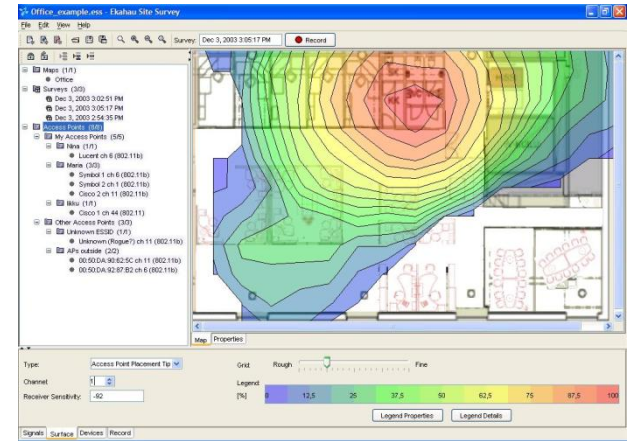 Office_example.ess - Ekahau Site Survey
File Edit View Help
Survey: Dec 3, 2003 3:05:17 PM Record
Maps (1/1)
Office
Surveys (3/3)
Dec 3, 2003 3:02:51 PM
Dec 3, 2003 3:05:17 PM
Dec 3, 2003 2:54:35 PM
Access Points (8/8)
My Access Points (5/5)
Nina (1/1)
Lucent ch 6 (802.11b)
Maria (3/3)
Symbol 1 ch 6 (802.11b)
Symbol 2 ch 1 (802.11b)
Cisco 2 ch 11 (802.11b)
Ilkku (1/1)
Cisco 1 ch 44 (802.11)
Other Access Points (3/3)
Unknown ESSID (1/1)
Unknown (Rogue?) ch 11 (802.11b)
APs outside (2/2)
00:50:DA:90:62:5C ch 11 (802.11b)
00:50:DA:92:87:B2 ch 6 (802.11b)
SK
KK
Map Properties
Type: Access Point Placement Tip
Grid: Rough Fine
Channel: 1
Legend:
Receiver Sensitivity: -92
[%] 0 12,5 25 37,5 50 62,5 75 87,5 100
Legend Properties Legend Details
Signals Surface Devices Record